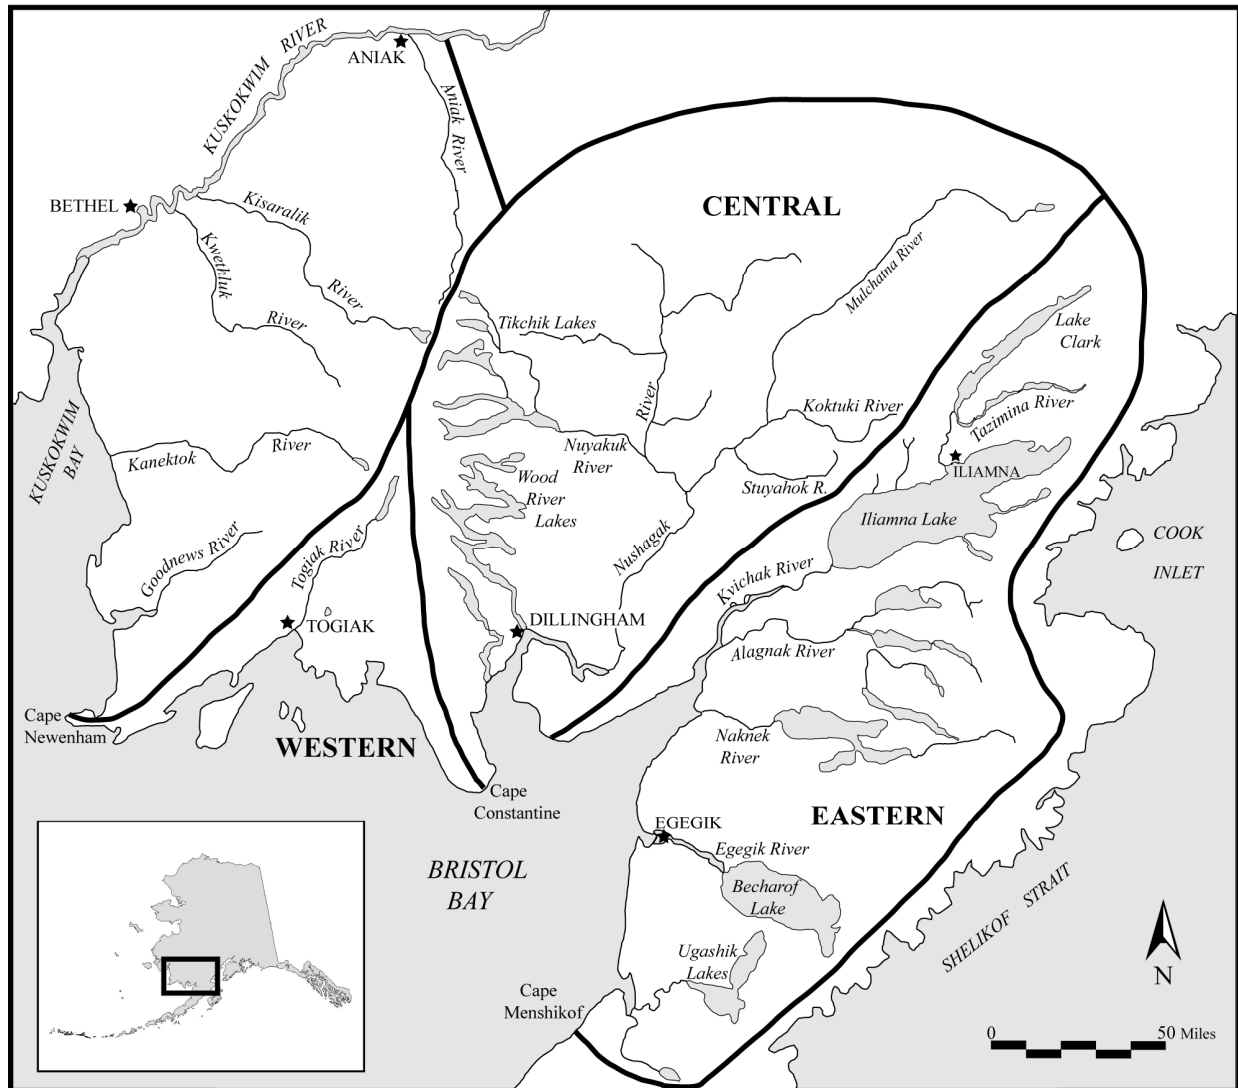 KUSKOKWIM RIVER
ANIAK
Aniak River
BETHEL
Kisaralik
River
Kwethluk
River
CENTRAL
Mulchatna River
Tikchik Lakes
Lake
Clark
River
Koktuki River
Tazimina River
KUSKOKWIM
BAY
Kanektok
River
Nuyakuk
River
Wood
River
Lakes
Stuyahok R.
ILIAMNA
Iliamna Lake
COOK
INLET
Goodnews River
Togiak River
Nushagak
Kvichak River
TOGIAK
DILLINGHAM
Alagnak River
Cape
Newenham
WESTERN
Naknek
River
Cape
Constantine
EASTERN
EGEGIK
Egegik River
BRISTOL
BAY
Becharof
Lake
SHELIKOF STRAIT
Ugashik
Lakes
Cape
Menshikof
N
0 50 Miles